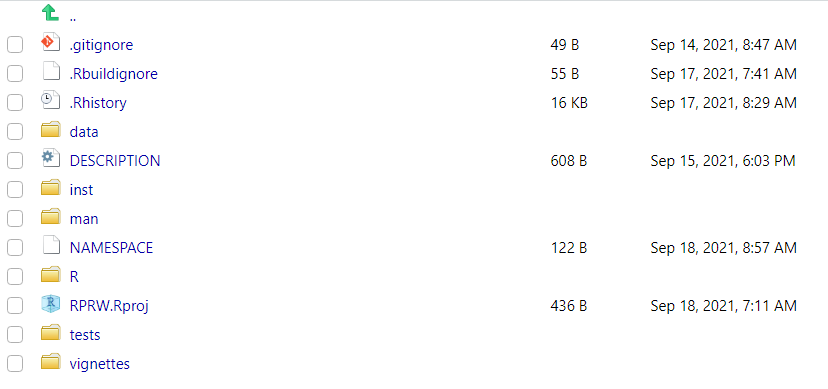 ..
.gitignore 49 B Sep 14, 2021, 8:47 AM
.Rbuildignore 55 B Sep 17, 2021, 7:41 AM
.Rhistory 16 KB Sep 17, 2021, 8:29 AM
data
DESCRIPTION 608 B Sep 15, 2021, 6:03 PM
inst
man
NAMESPACE 122 B Sep 18, 2021, 8:57 AM
R
RPRW.Rproj 436 B Sep 18, 2021, 7:11 AM
tests
vignettes